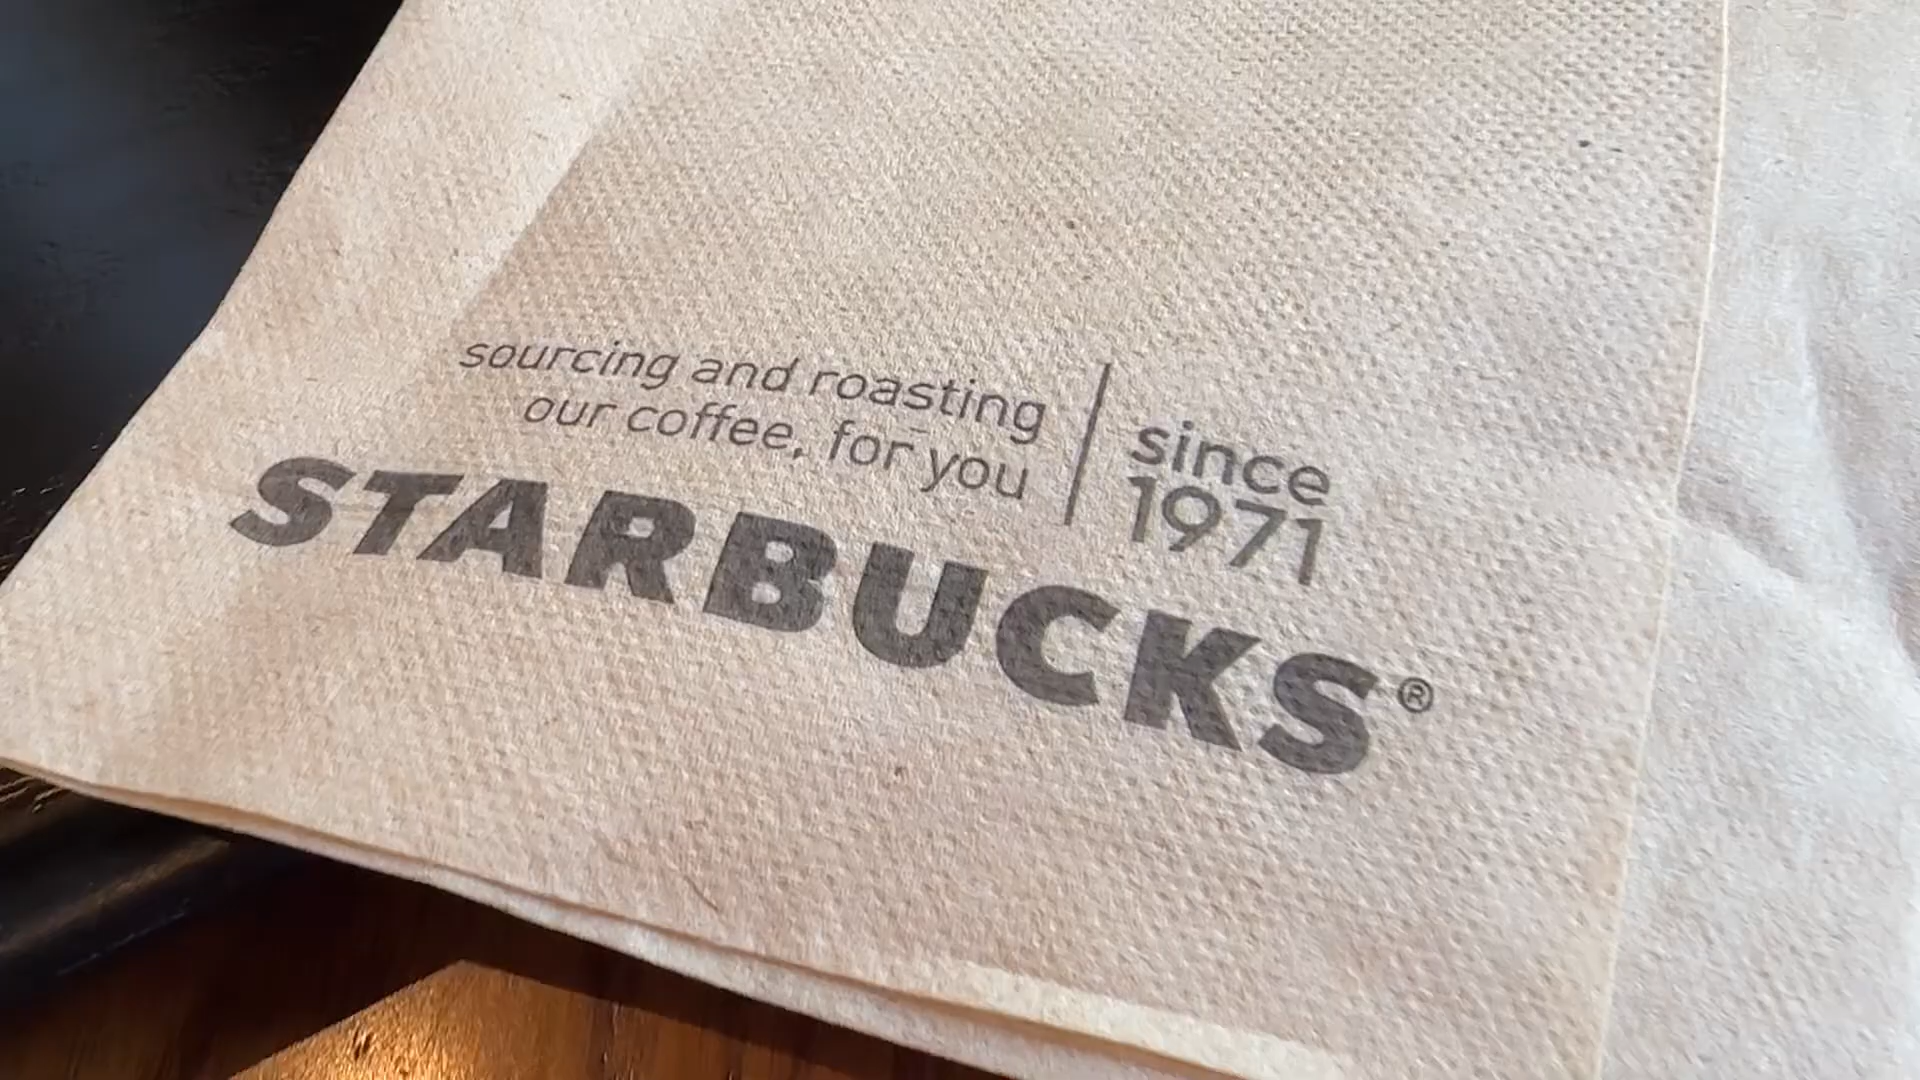 sourcing and roasting
our coffee, for you
since
1971
STARBUCKS®